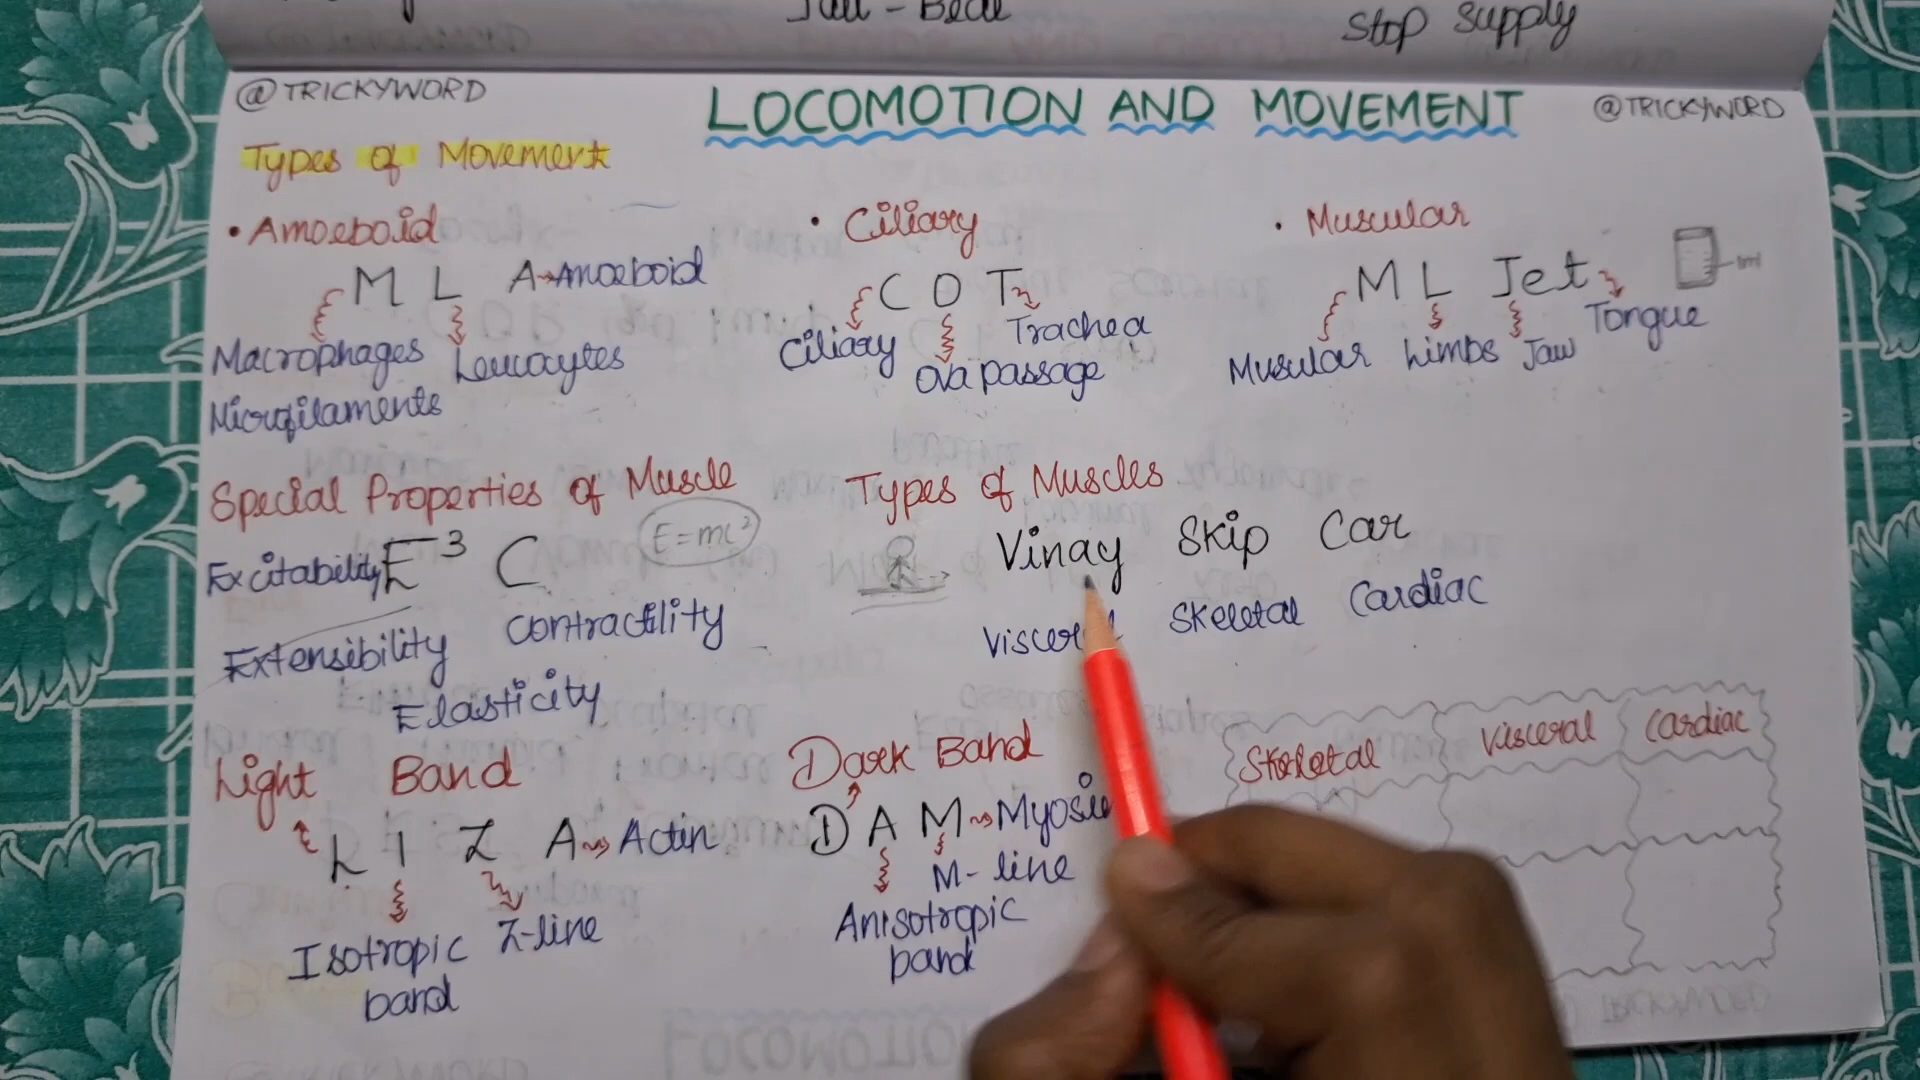 Stop Supply
@TRICKYWORD
LOCOMOTION AND MOVEMENT
@TRICKYWORD
Types of Movement
• Amoeboid
M L A→Amoeboid
Macrophages Leucocytes
Microfilaments
• Ciliary
C O T
Ciliary Ova passage Trachea
• Muscular
M L Jet
Muscular Limbs Jaw Tongue
1ml
Special Properties of Muscle
E³ C
E=mc²
Excitability
Extensibility Contractility
Elasticity
Types of Muscles
Vinay Skip Car
Visceral Skeletal Cardiac
Light Band
L I Z A→Actin
Isotropic band Z-line
Dark Band
D A M→Myosin
M-line
Anisotropic
band
Skeletal Visceral Cardiac